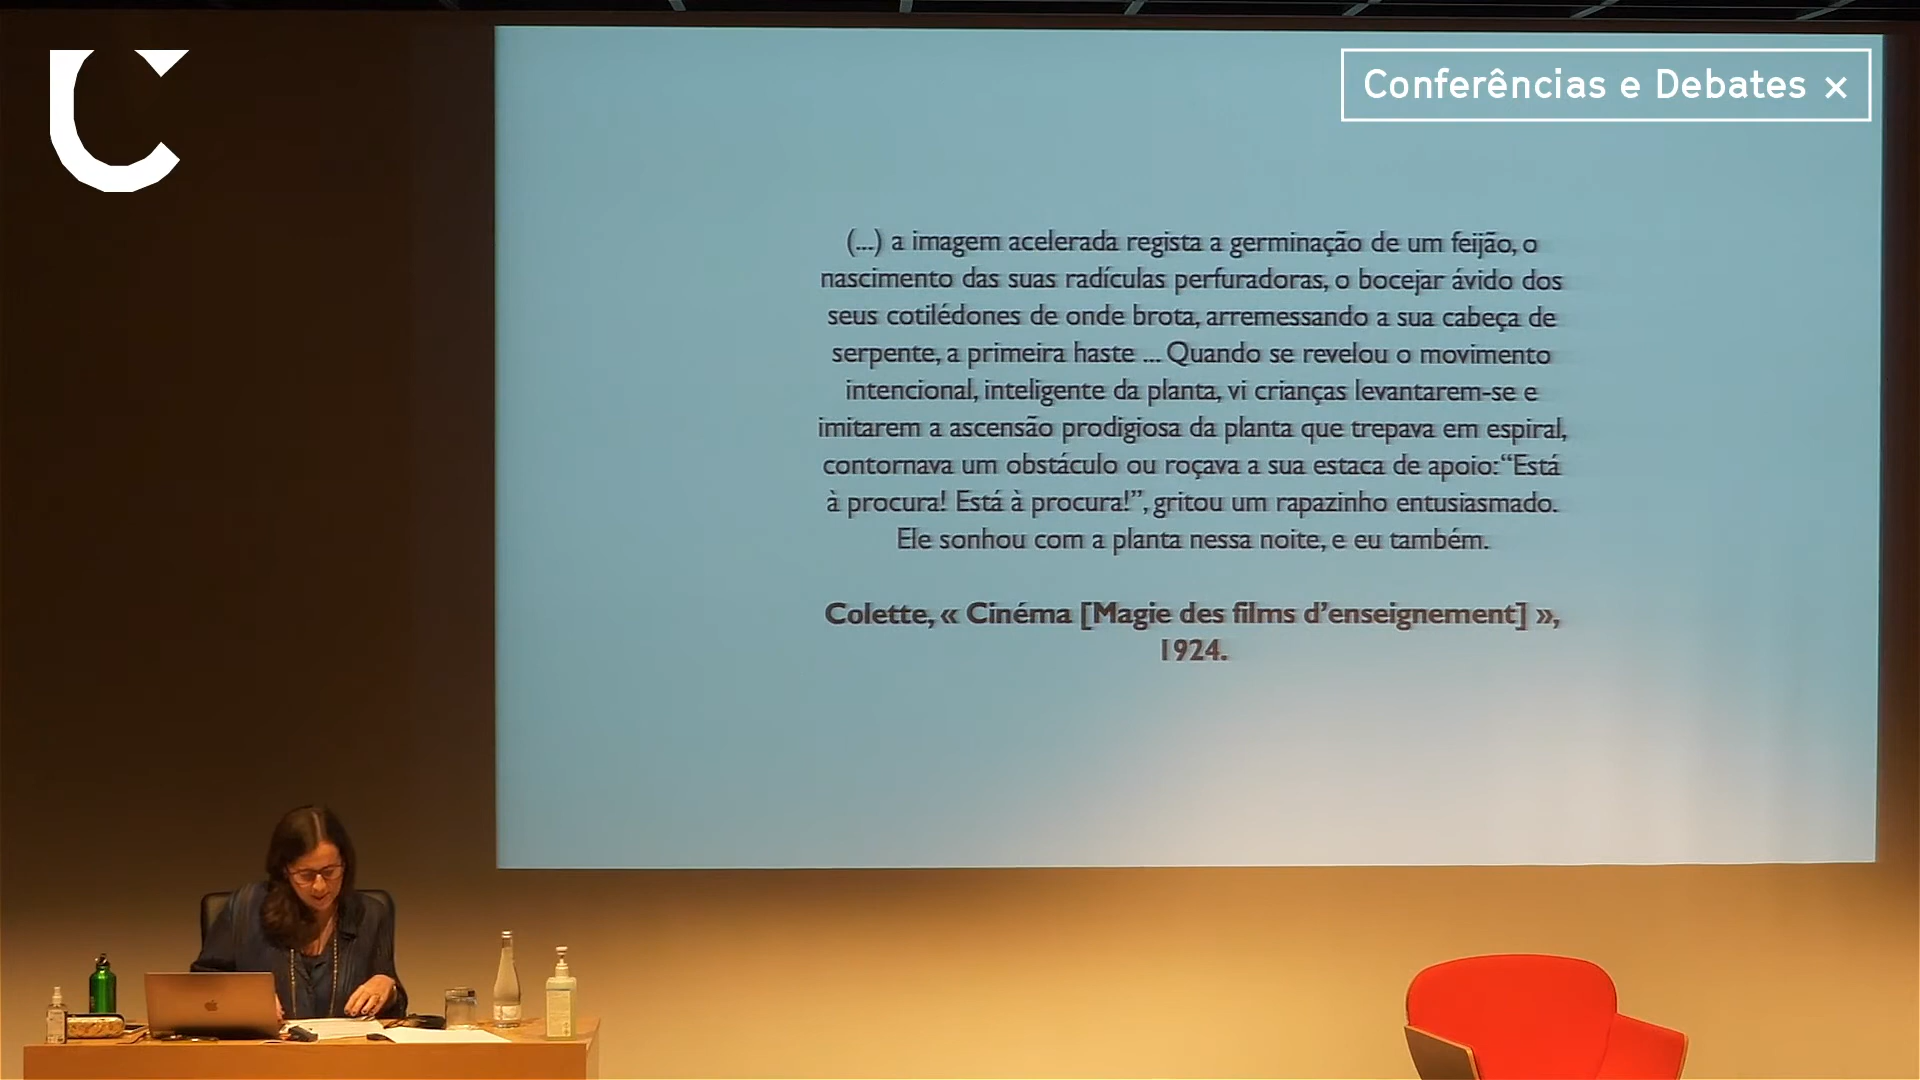 Conferências e Debates ×
(...) a imagem acelerada regista a germinação de um feijão, o
nascimento das suas radículas perfuradoras, o bocejar ávido dos
seus cotilédones de onde brota, arremessando a sua cabeça de
serpente, a primeira haste ... Quando se revelou o movimento
intencional, inteligente da planta, vi crianças levantarem-se e
imitarem a ascensão prodigiosa da planta que trepava em espiral,
contornava um obstáculo ou roçava a sua estaca de apoio: “Está
à procura! Está à procura!”, gritou um rapazinho entusiasmado.
Ele sonhou com a planta nessa noite, e eu também.
Colette, « Cinéma [Magie des films d’enseignement] »,
1924.